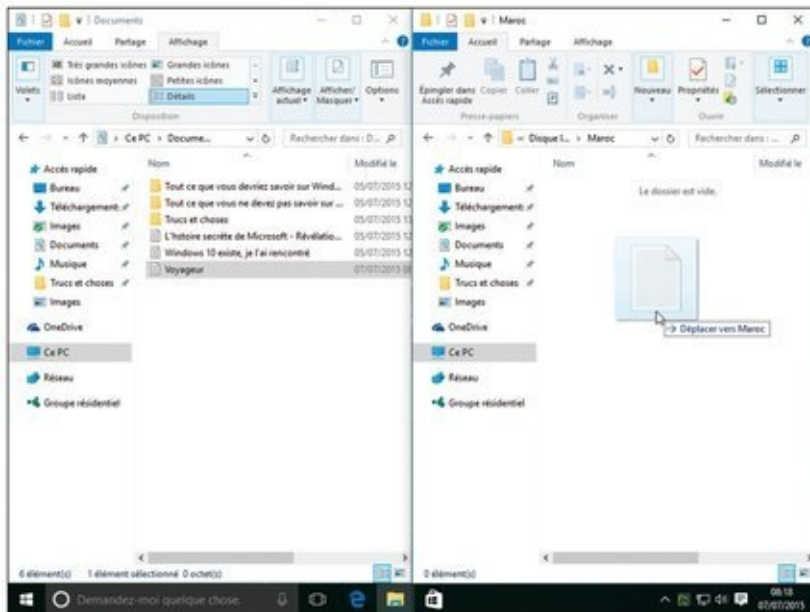 Documents
Fichier Accueil Partage Affichage
Volets
Très grandes icônes Grandes icônes
Icônes moyennes Petites icônes
Liste Détails
Affichage actuel
Afficher/ Masquer
Options
Disposition
Ce PC Docume... Rechercher dans : D...
Nom Modifié le
Accès rapide
Bureau
Téléchargement:
Images
Documents
Musique
Trucs et choses
Images
OneDrive
Ce PC
Réseau
Groupe résidentiel
Tout ce que vous devriez savoir sur Wind... 05/07/2015 12
Tout ce que vous ne devez pas savoir sur ... 05/07/2015 12
Trucs et choses 05/07/2015
L'histoire secrète de Microsoft - Révélatio... 05/07/2015 12
Windows 10 existe, je l'ai rencontré 05/07/2015 12
Voyageur 07/07/2015
6 élément(s) 1 élément sélectionné 0 octet(s)
Maroc
Fichier Accueil Partage Affichage
Épingler dans Accès rapide
Copier Coller
Nouveau
Propriétés
Sélectionner
Presse-papiers Organiser Ouvrir
Disque l... Maroc Rechercher dans : ...
Nom Modifié le
Le dossier est vide.
Accès rapide
Bureau
Téléchargement:
Images
Documents
Musique
Trucs et choses
Images
OneDrive
Ce PC
Réseau
Groupe résidentiel
Déplacer vers Maroc
0 élément(s)
Demandez-moi quelque chose.
08:18
07/07/2015